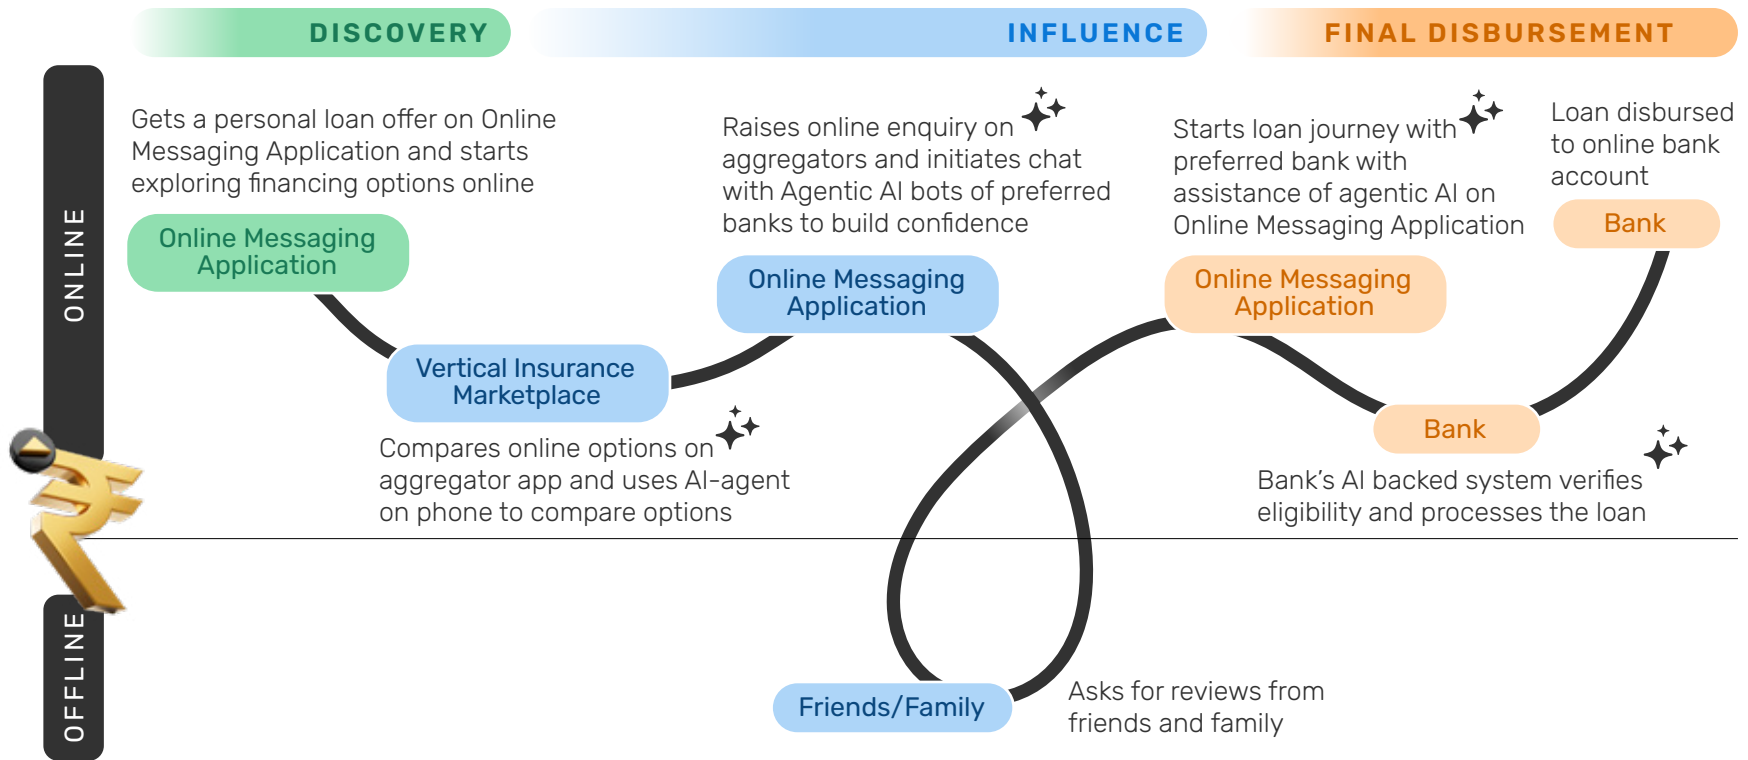 DISCOVERY
INFLUENCE
FINAL DISBURSEMENT
ONLINE
Gets a personal loan offer on Online
Messaging Application and starts
exploring financing options online
Online Messaging
Application
Vertical Insurance
Marketplace
Compares online options on
aggregator app and uses AI-agent
on phone to compare options
Raises online enquiry on
aggregators and initiates chat
with Agentic AI bots of preferred
banks to build confidence
Online Messaging
Application
Starts loan journey with
preferred bank with
assistance of agentic AI on
Online Messaging Application
Online Messaging
Application
Bank
Bank's AI backed system verifies
eligibility and processes the loan
Loan disbursed
to online bank
account
Bank
OFFLINE
Friends/Family
Asks for reviews from
friends and family